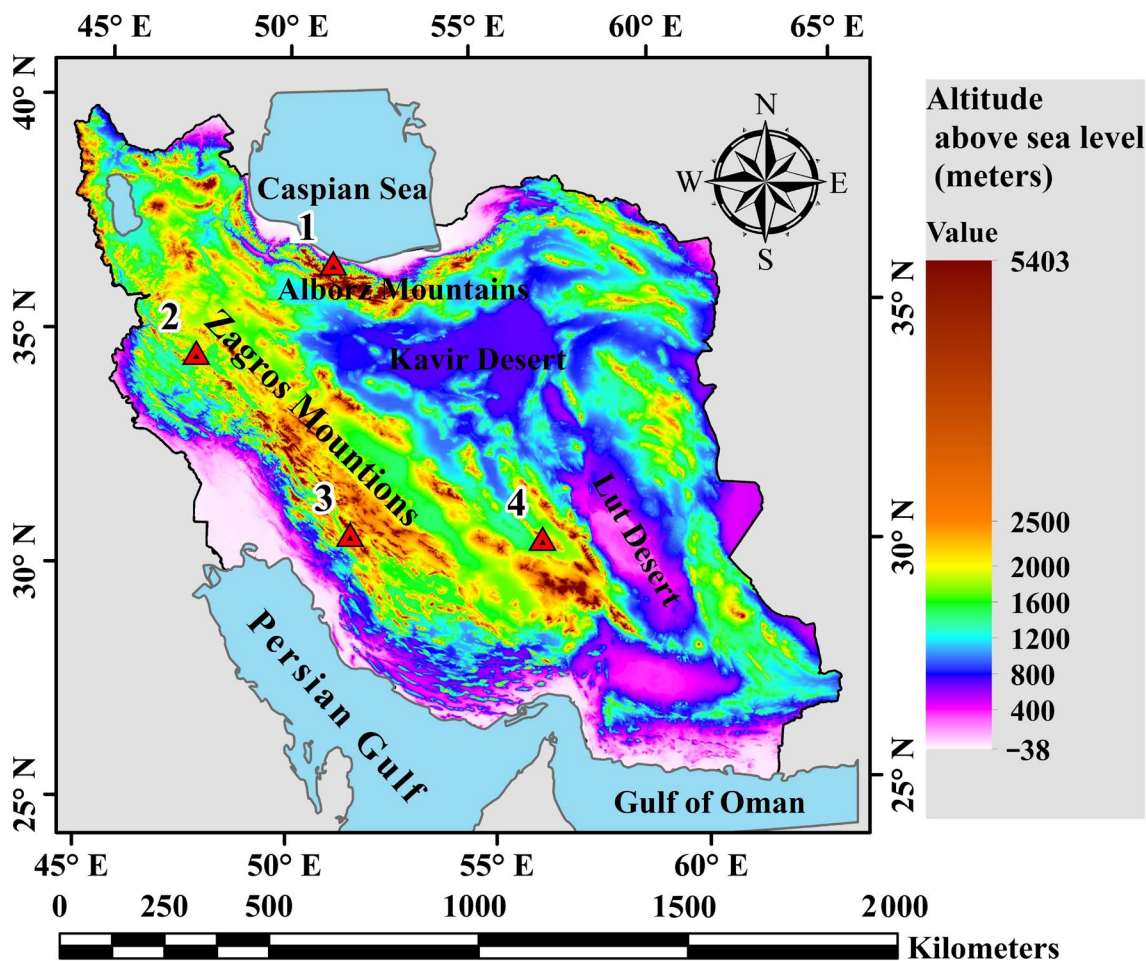 45° E 50° E 55° E 60° E 65° E
40° N
35° N
30° N
25° N
Caspian Sea
1
Alborz Mountains
2
Zagros Mountions
Kavir Desert
3
4
Lut Desert
Persian Gulf
Gulf of Oman
N
W E
S
35° N
30° N
25° N
Altitude
above sea level
(meters)
Value
5403
2500
2000
1600
1200
800
400
−38
45° E 50° E 55° E 60° E
0 250 500 1000 1500 2000
Kilometers